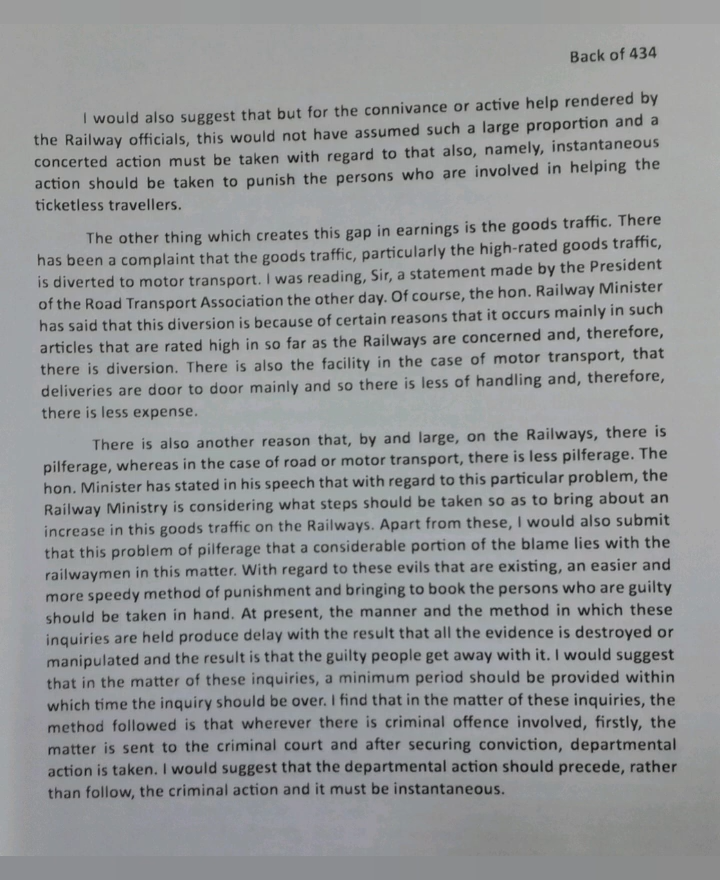 Back of 434
I would also suggest that but for the connivance or active help rendered by
the Railway officials, this would not have assumed such a large proportion and a
concerted action must be taken with regard to that also, namely, instantaneous
action should be taken to punish the persons who are involved in helping the
ticketless travellers.
The other thing which creates this gap in earnings is the goods traffic. There
has been a complaint that the goods traffic, particularly the high-rated goods traffic,
is diverted to motor transport. I was reading, Sir, a statement made by the President
of the Road Transport Association the other day. Of course, the hon. Railway Minister
has said that this diversion is because of certain reasons that it occurs mainly in such
articles that are rated high in so far as the Railways are concerned and, therefore,
there is diversion. There is also the facility in the case of motor transport, that
deliveries are door to door mainly and so there is less of handling and, therefore,
there is less expense.
There is also another reason that, by and large, on the Railways, there is
pilferage, whereas in the case of road or motor transport, there is less pilferage. The
hon. Minister has stated in his speech that with regard to this particular problem, the
Railway Ministry is considering what steps should be taken so as to bring about an
increase in this goods traffic on the Railways. Apart from these, I would also submit
that this problem of pilferage that a considerable portion of the blame lies with the
railwaymen in this matter. With regard to these evils that are existing, an easier and
more speedy method of punishment and bringing to book the persons who are guilty
should be taken in hand. At present, the manner and the method in which these
inquiries are held produce delay with the result that all the evidence is destroyed or
manipulated and the result is that the guilty people get away with it. I would suggest
that in the matter of these inquiries, a minimum period should be provided within
which time the inquiry should be over. I find that in the matter of these inquiries, the
method followed is that wherever there is criminal offence involved, firstly, the
matter is sent to the criminal court and after securing conviction, departmental
action is taken. I would suggest that the departmental action should precede, rather
than follow, the criminal action and it must be instantaneous.